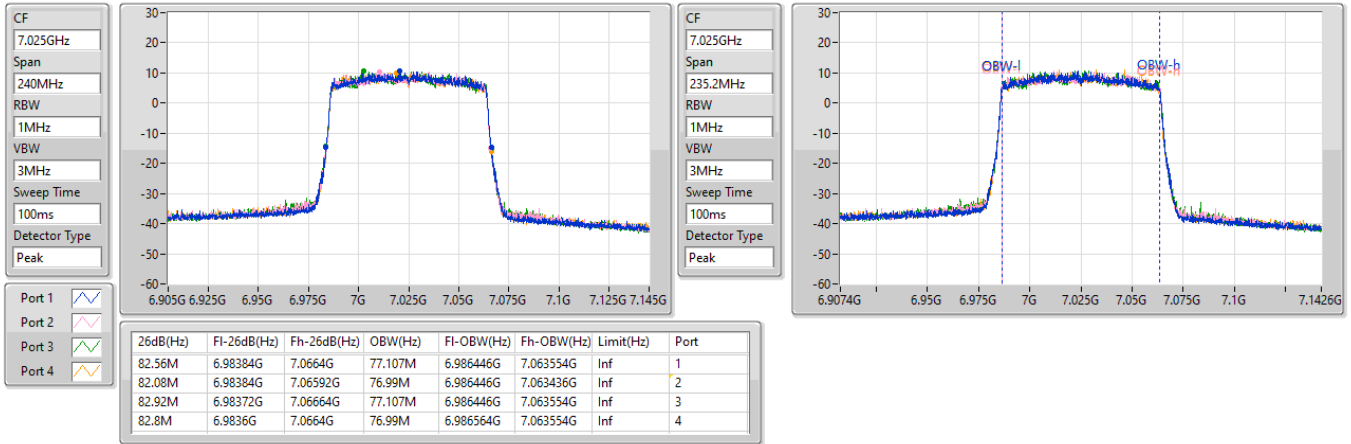 CF
7.025GHz
Span
240MHz
RBW
1MHz
VBW
3MHz
Sweep Time
100ms
Detector Type
Peak
30-
20-
10-
0-
-10-
-20-
-30-
-40-
-50-
-60-
6.905G 6.925G 6.95G 6.975G 7G 7.025G 7.05G 7.075G 7.1G 7.125G 7.145G
CF
7.025GHz
Span
235.2MHz
RBW
1MHz
VBW
3MHz
Sweep Time
100ms
Detector Type
Peak
30-
20-
10-
0-
-10-
-20-
-30-
-40-
-50-
-60-
OBW-l OBW-h
6.9074G 6.95G 6.975G 7G 7.025G 7.05G 7.075G 7.1G 7.1426G
Port 1
Port 2
Port 3
Port 4
26dB(Hz) Fl-26dB(Hz) Fh-26dB(Hz) OBW(Hz) Fl-OBW(Hz) Fh-OBW(Hz) Limit(Hz) Port
82.56M 6.98384G 7.0664G 77.107M 6.986446G 7.063554G Inf 1
82.08M 6.98384G 7.06592G 76.99M 6.986446G 7.063436G Inf 2
82.92M 6.98372G 7.06664G 77.107M 6.986446G 7.063554G Inf 3
82.8M 6.9836G 7.0664G 76.99M 6.986564G 7.063554G Inf 4